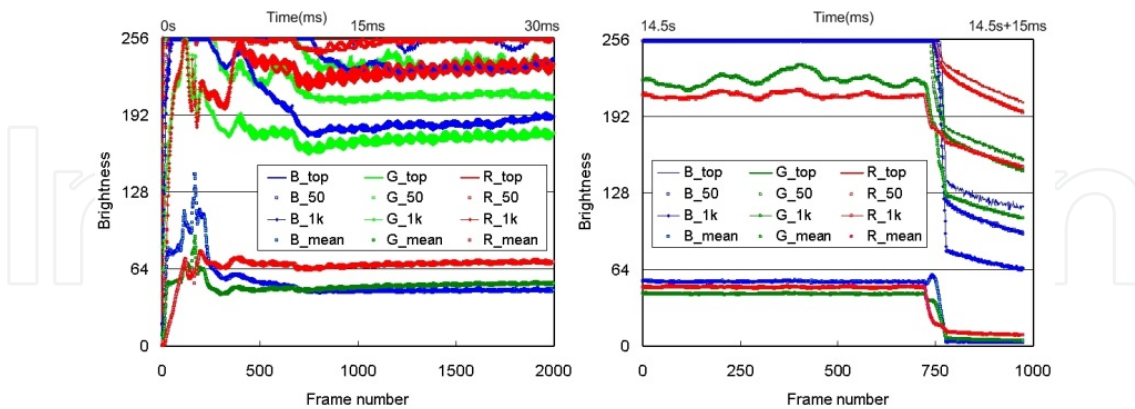 Time(ms)
0s 15ms 30ms
256
192
128
64
0
Brightness
B_top G_top R_top
B_50 G_50 R_50
B_1k G_1k R_1k
B_mean G_mean R_mean
0 500 1000 1500 2000
Frame number
Time(ms)
14.5s 14.5s+15ms
256
192
128
64
0
Brightness
B_top G_top R_top
B_50 G_50 R_50
B_1k G_1k R_1k
B_mean G_mean R_mean
0 250 500 750 1000
Frame number